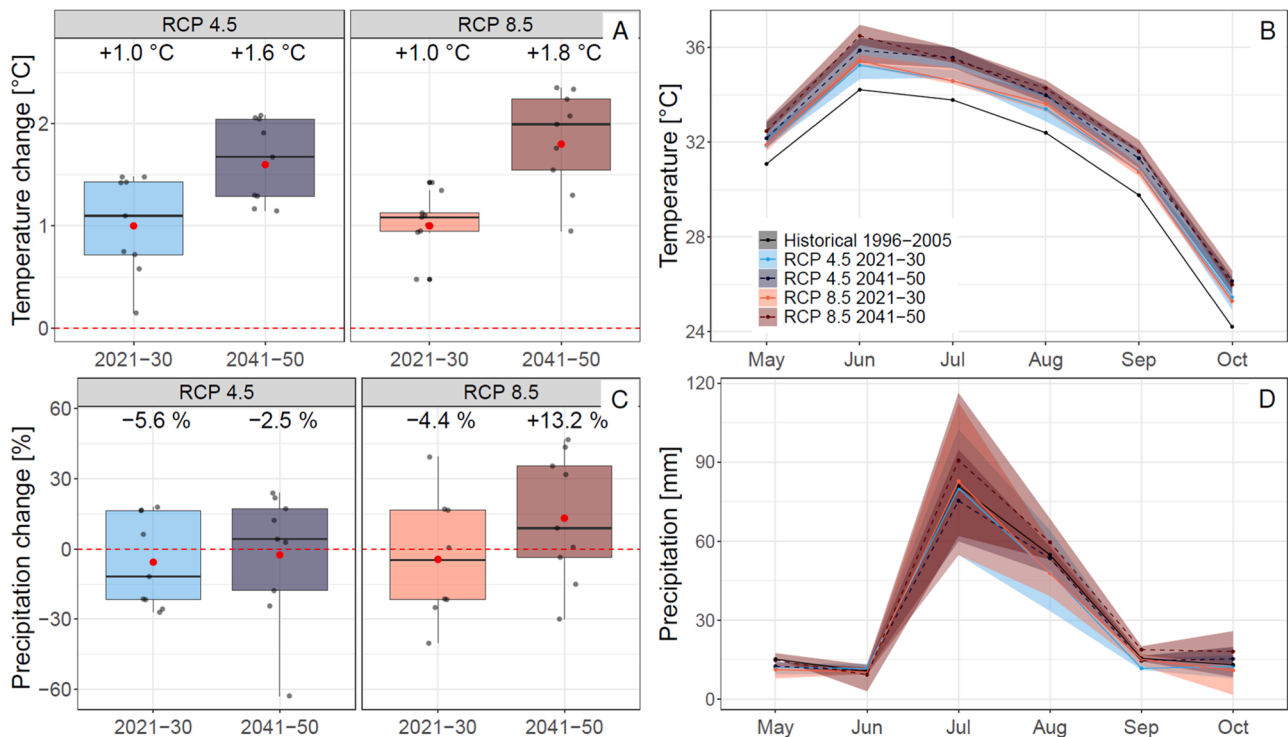 RCP 4.5
RCP 8.5
A
+1.0 °C
+1.6 °C
+1.0 °C
+1.8 °C
Temperature change [°C]
2
1
0
2021−30
2041−50
2021−30
2041−50
B
Temperature [°C]
36
32
28
24
Historical 1996−2005
RCP 4.5 2021−30
RCP 4.5 2041−50
RCP 8.5 2021−30
RCP 8.5 2041−50
May Jun Jul Aug Sep Oct
RCP 4.5
RCP 8.5
C
−5.6 %
−2.5 %
−4.4 %
+13.2 %
Precipitation change [%]
60
30
0
−30
−60
2021−30
2041−50
2021−30
2041−50
D
Precipitation [mm]
120
90
60
30
0
May Jun Jul Aug Sep Oct